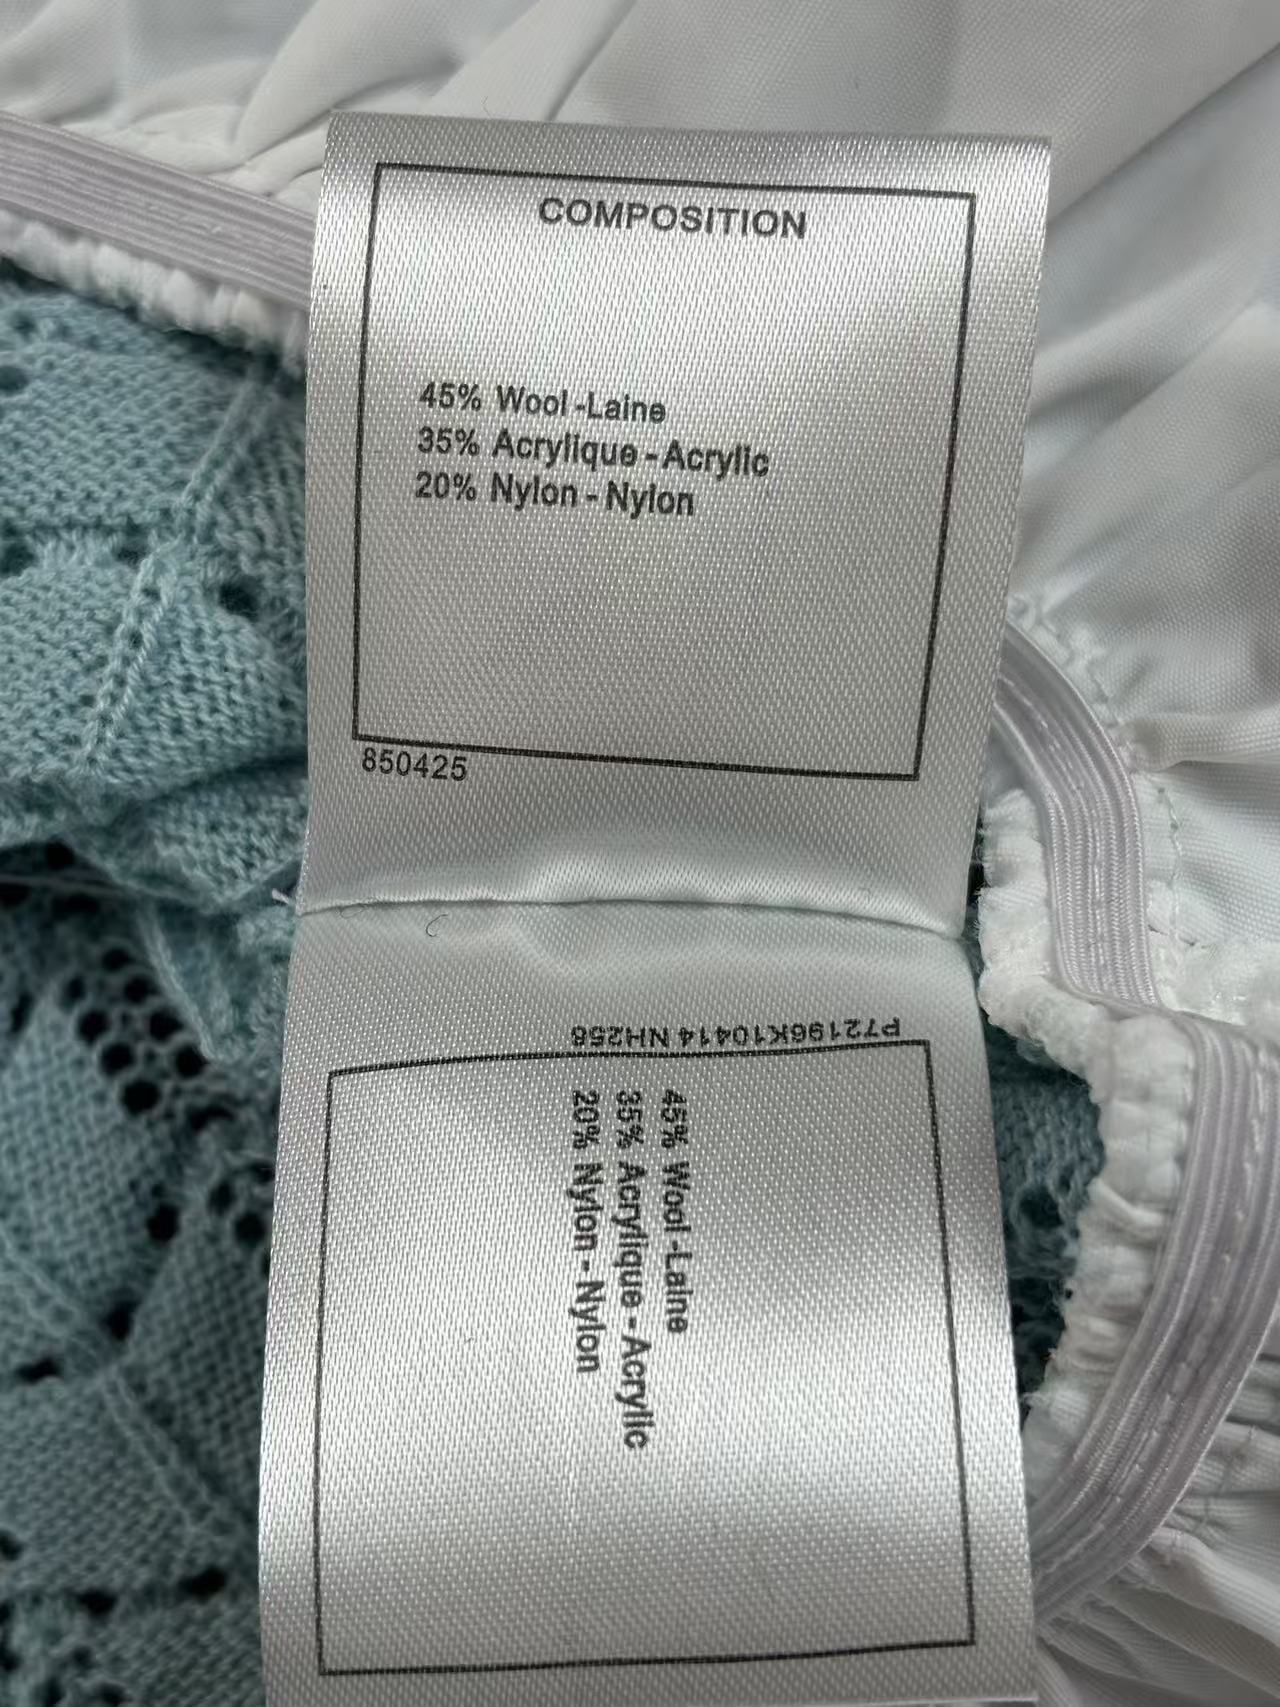 COMPOSITION
45% Wool -Laine
35% Acrylique - Acrylic
20% Nylon - Nylon
850425
P72196K10414 NH258
45% Wool -Laine
35% Acrylique - Acrylic
20% Nylon - Nylon